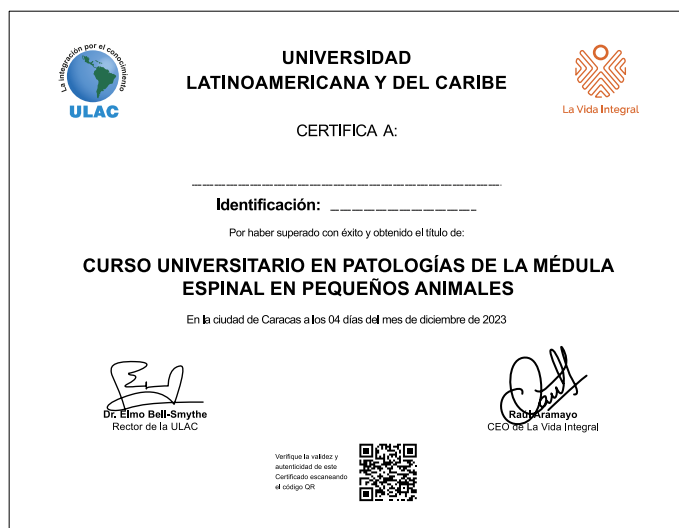 La integración por el conocimiento
ULAC
UNIVERSIDAD
LATINOAMERICANA Y DEL CARIBE
La Vida Integral
CERTIFICA A:
Identificación:
Por haber superado con éxito y obtenido el título de:
CURSO UNIVERSITARIO EN PATOLOGÍAS DE LA MÉDULA
ESPINAL EN PEQUEÑOS ANIMALES
En la ciudad de Caracas a los 04 días del mes de diciembre de 2023
Dr. Elmo Bell-Smythe
Rector de la ULAC
Raúl Aramayo
CEO de La Vida Integral
Verifique la validez y
autenticidad de este
Certificado escaneando
el código QR